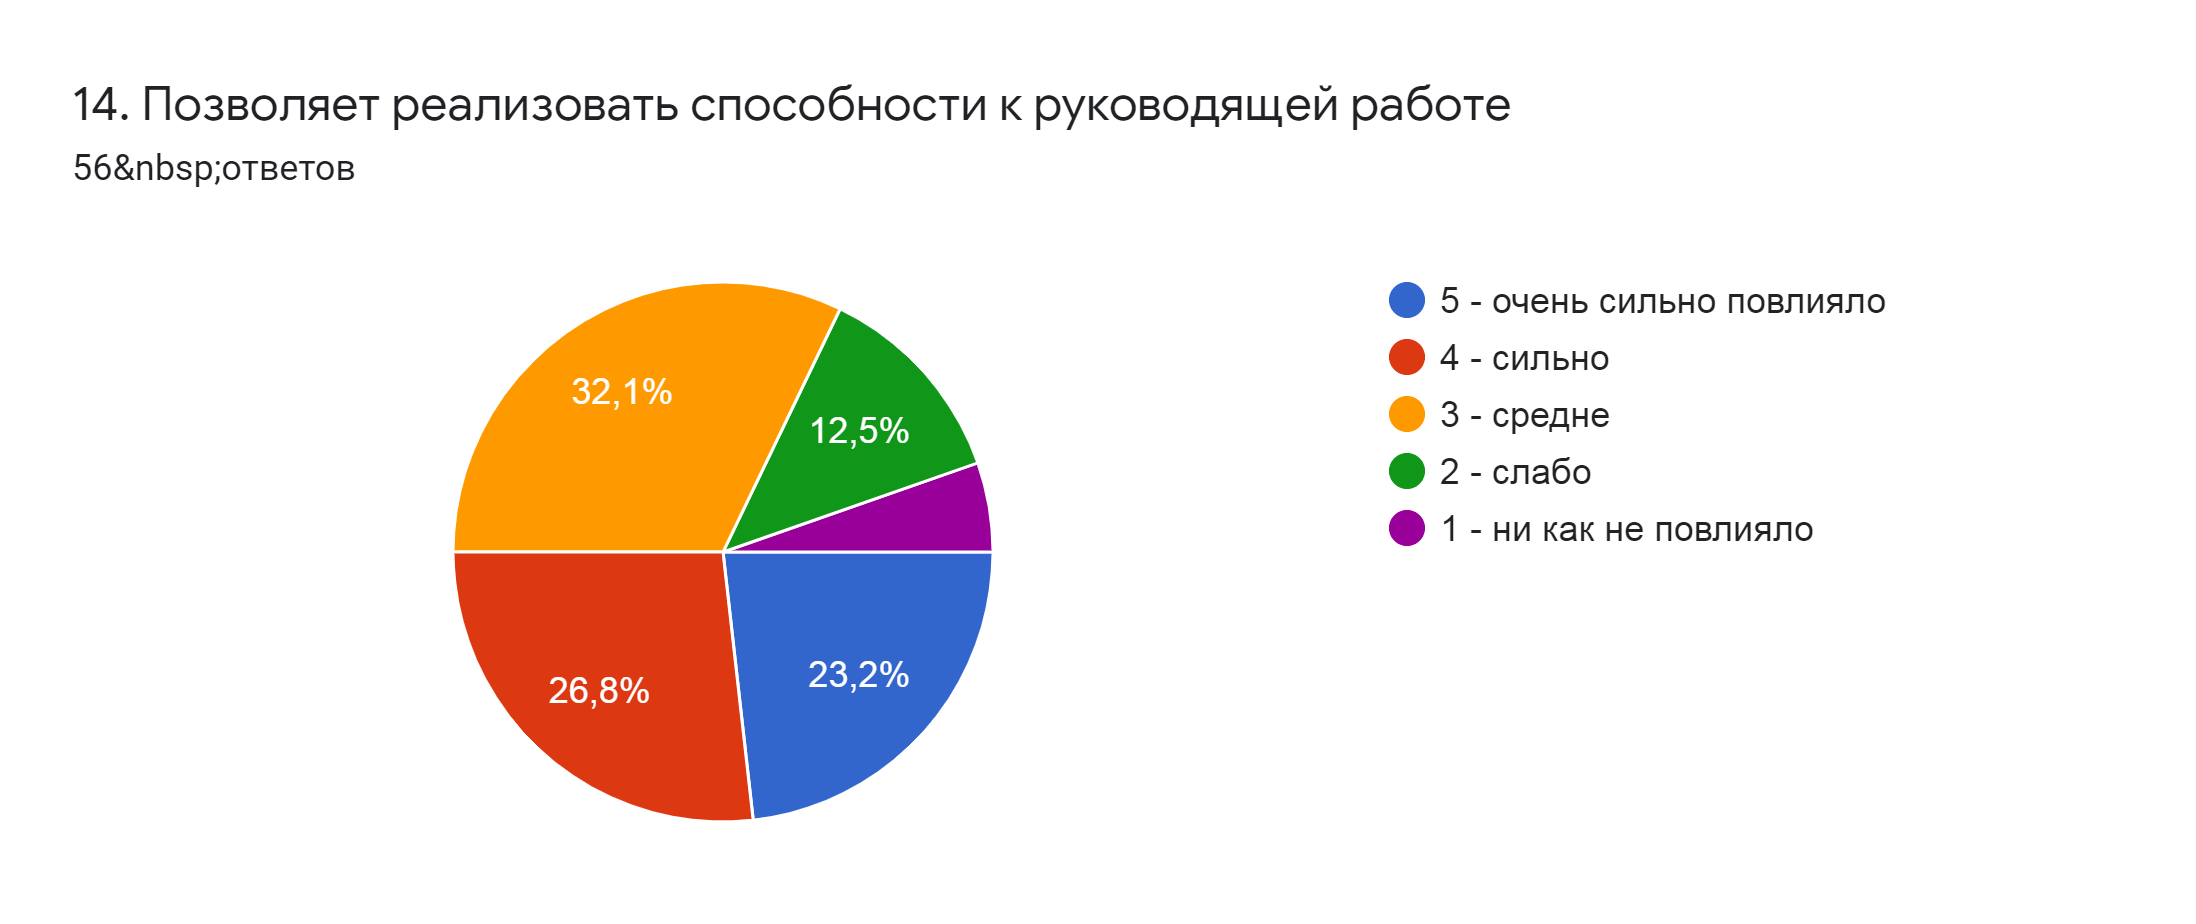 14. Позволяет реализовать способности к руководящей работе
56&nbsp;ответов
32,1%
12,5%
26,8%
23,2%
5 - очень сильно повлияло
4 - сильно
3 - средне
2 - слабо
1 - ни как не повлияло